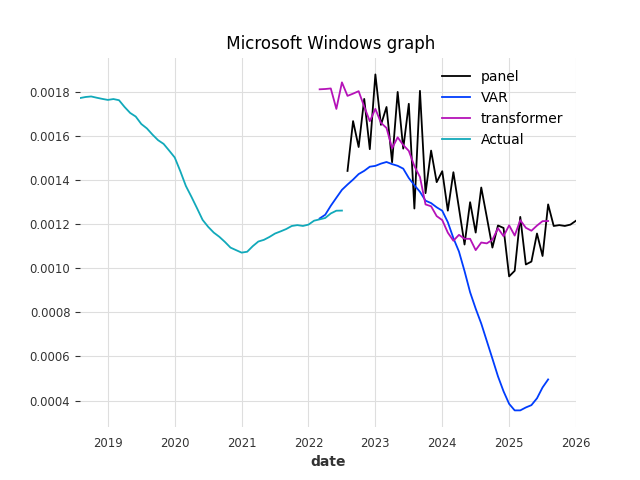 Microsoft Windows graph
panel
VAR
transformer
Actual
0.0018
0.0016
0.0014
0.0012
0.0010
0.0008
0.0006
0.0004
2019 2020 2021 2022 2023 2024 2025 2026
date